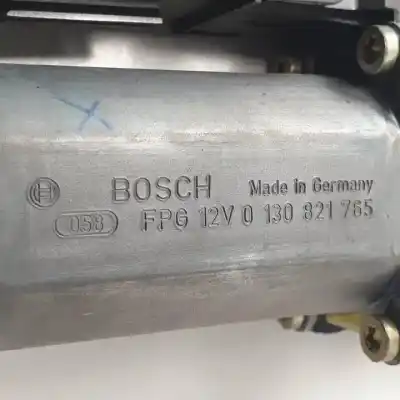 BOSCH Made in Germany
058 FPG 12V 0 130 821 765